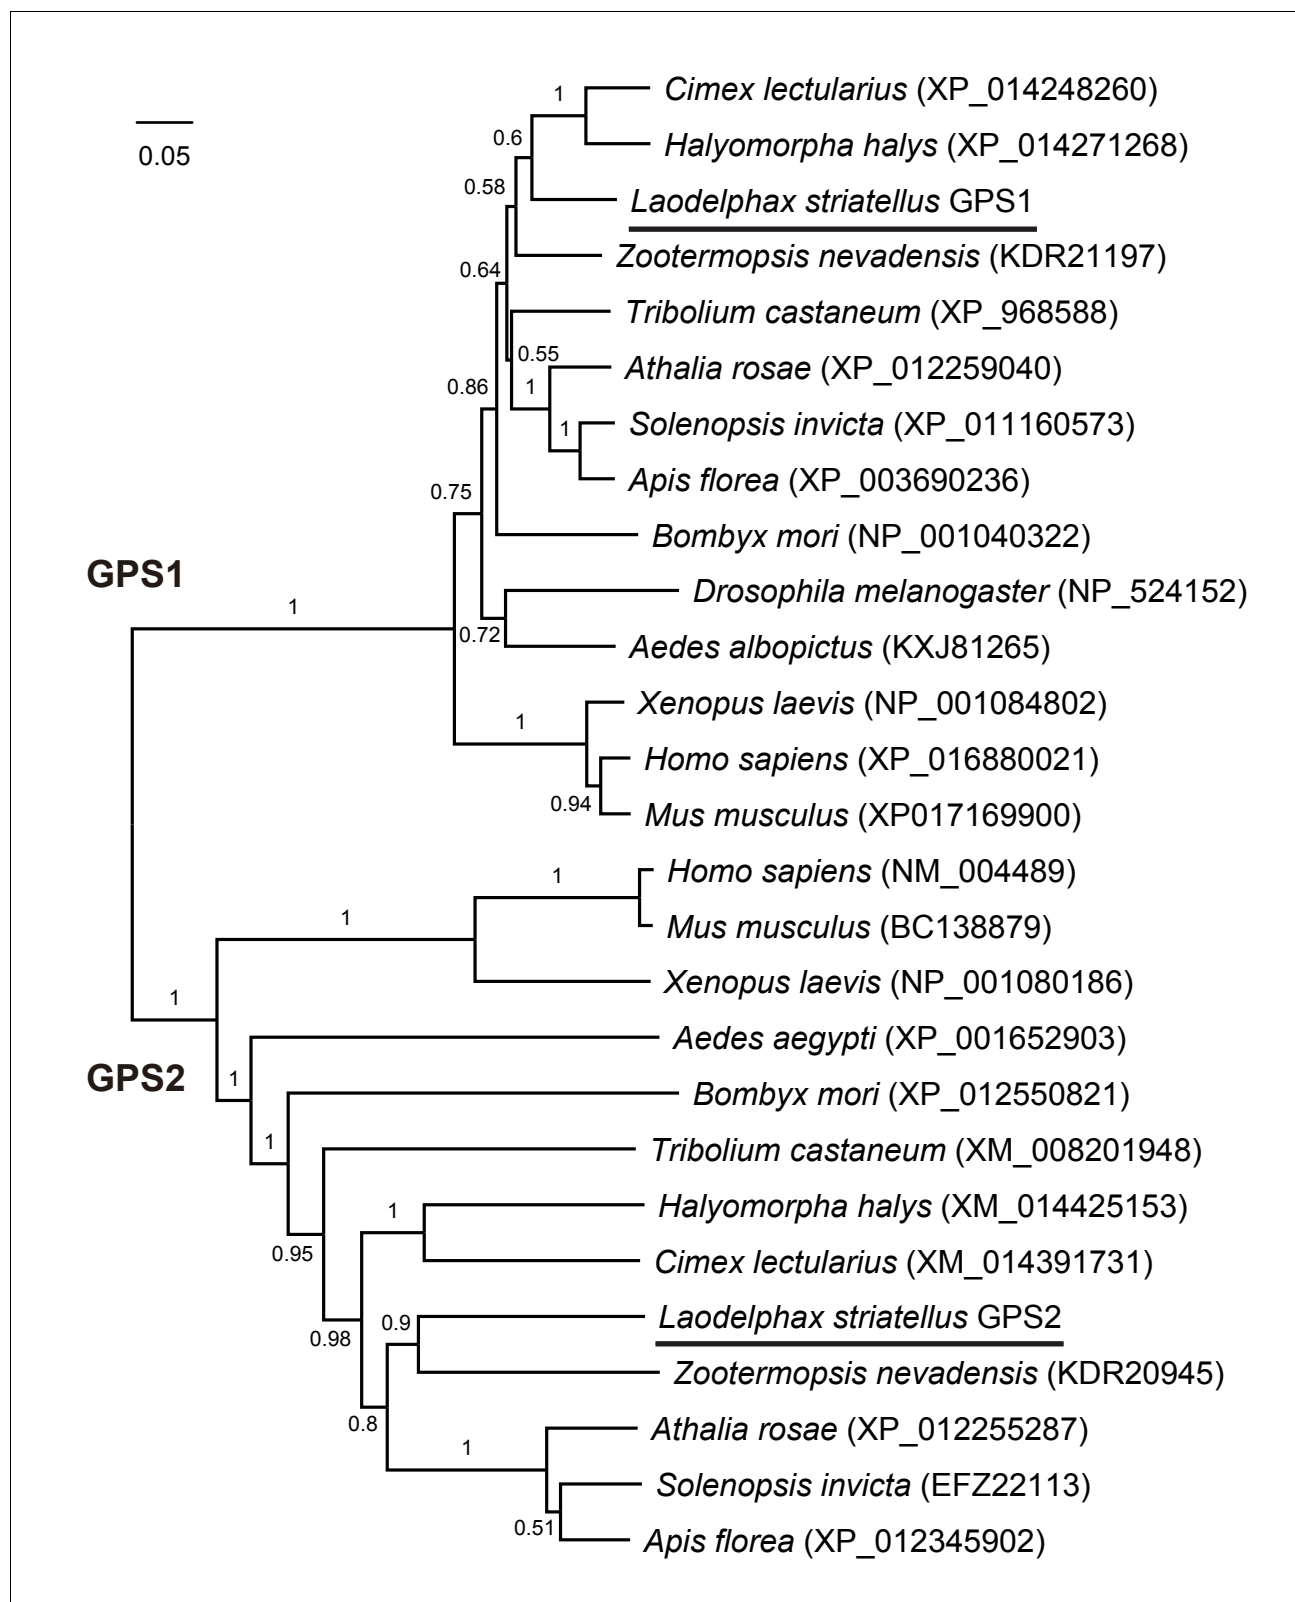 1
Cimex lectularius (XP_014248260)
0.05
0.6
Halyomorpha halys (XP_014271268)
0.58
Laodelphax striatellus GPS1
0.64
Zootermopsis nevadensis (KDR21197)
Tribolium castaneum (XP_968588)
0.55
0.86
1
Athalia rosae (XP_012259040)
1
Solenopsis invicta (XP_011160573)
0.75
Apis florea (XP_003690236)
Bombyx mori (NP_001040322)
GPS1
1
Drosophila melanogaster (NP_524152)
0.72
Aedes albopictus (KXJ81265)
1
Xenopus laevis (NP_001084802)
Homo sapiens (XP_016880021)
0.94
Mus musculus (XP017169900)
1
Homo sapiens (NM_004489)
1
Mus musculus (BC138879)
1
Xenopus laevis (NP_001080186)
Aedes aegypti (XP_001652903)
GPS2
1
Bombyx mori (XP_012550821)
1
Tribolium castaneum (XM_008201948)
1
Halyomorpha halys (XM_014425153)
0.95
Cimex lectularius (XM_014391731)
0.98
0.9
Laodelphax striatellus GPS2
Zootermopsis nevadensis (KDR20945)
0.8
1
Athalia rosae (XP_012255287)
Solenopsis invicta (EFZ22113)
0.51
Apis florea (XP_012345902)